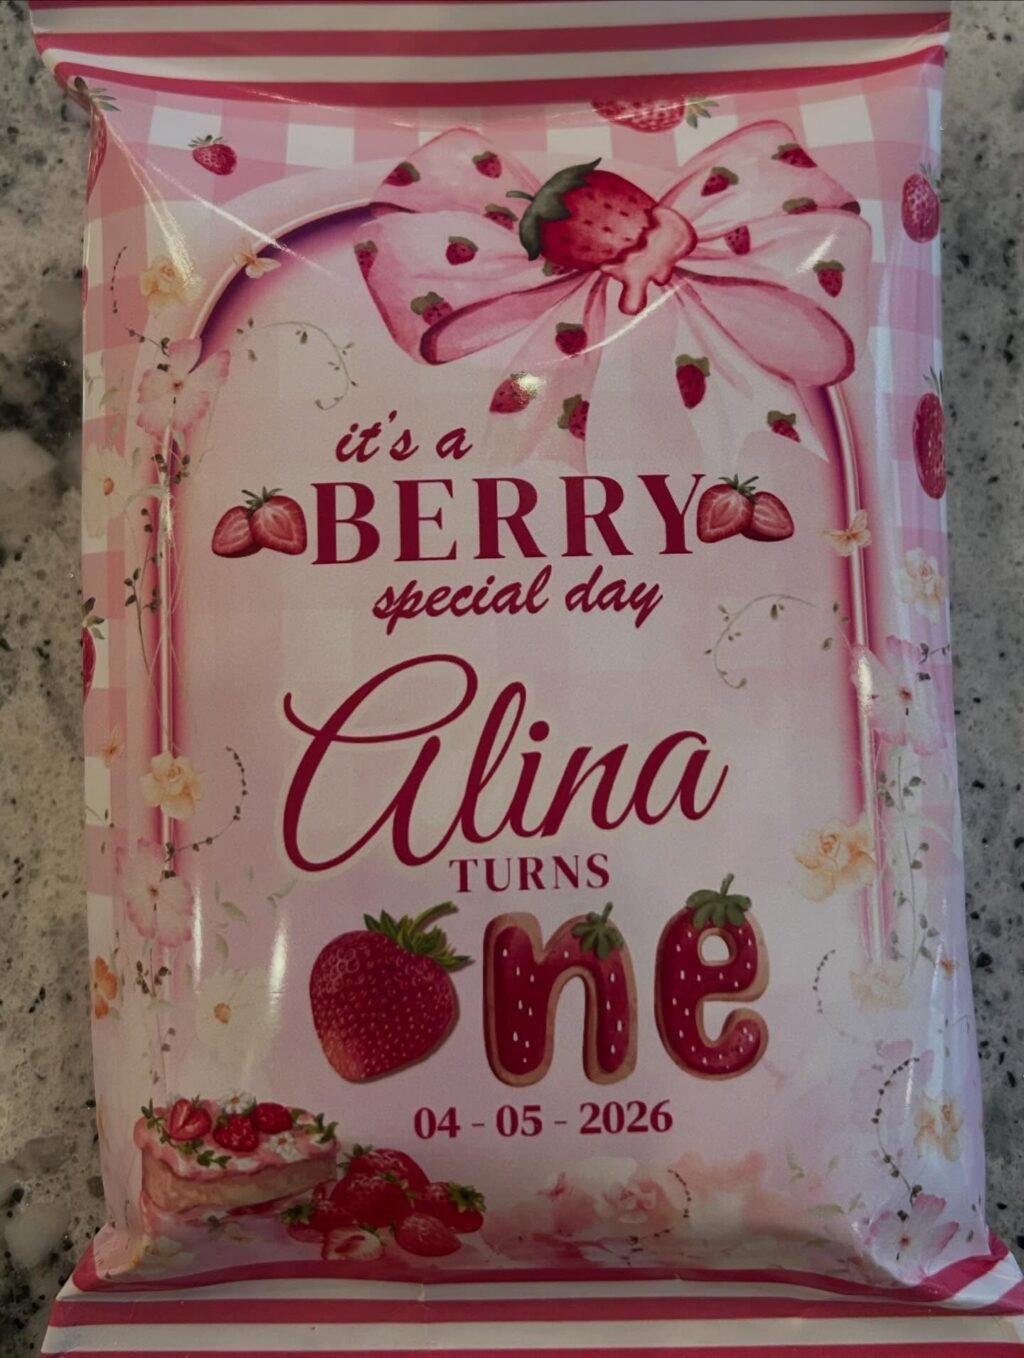 it's a
BERRY
special day
Alina
TURNS
One
04 - 05 - 2026